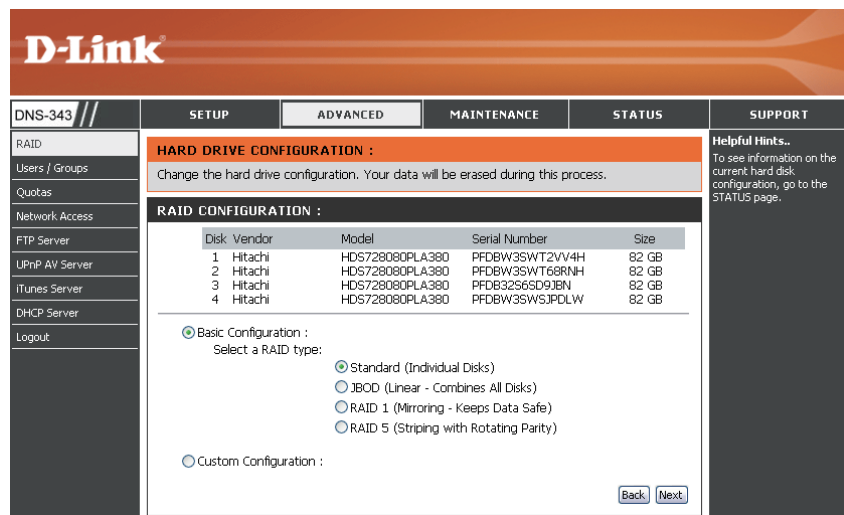 D-Link®
DNS-343 //
SETUP ADVANCED MAINTENANCE STATUS SUPPORT
RAID
Users / Groups
Quotas
Network Access
FTP Server
UPnP AV Server
iTunes Server
DHCP Server
Logout
HARD DRIVE CONFIGURATION :
Change the hard drive configuration. Your data will be erased during this process.
RAID CONFIGURATION :
Disk Vendor Model Serial Number Size
1 Hitachi HDS728080PLA380 PFDBW3SWT2VV4H 82 GB
2 Hitachi HDS728080PLA380 PFDBW3SWT68RNH 82 GB
3 Hitachi HDS728080PLA380 PFDB32S6SD9JBN 82 GB
4 Hitachi HDS728080PLA380 PFDBW3SWSJPDLW 82 GB
Basic Configuration :
Select a RAID type:
Standard (Individual Disks)
JBOD (Linear - Combines All Disks)
RAID 1 (Mirroring - Keeps Data Safe)
RAID 5 (Striping with Rotating Parity)
Custom Configuration :
Back Next
Helpful Hints..
To see information on the
current hard disk
configuration, go to the
STATUS page.